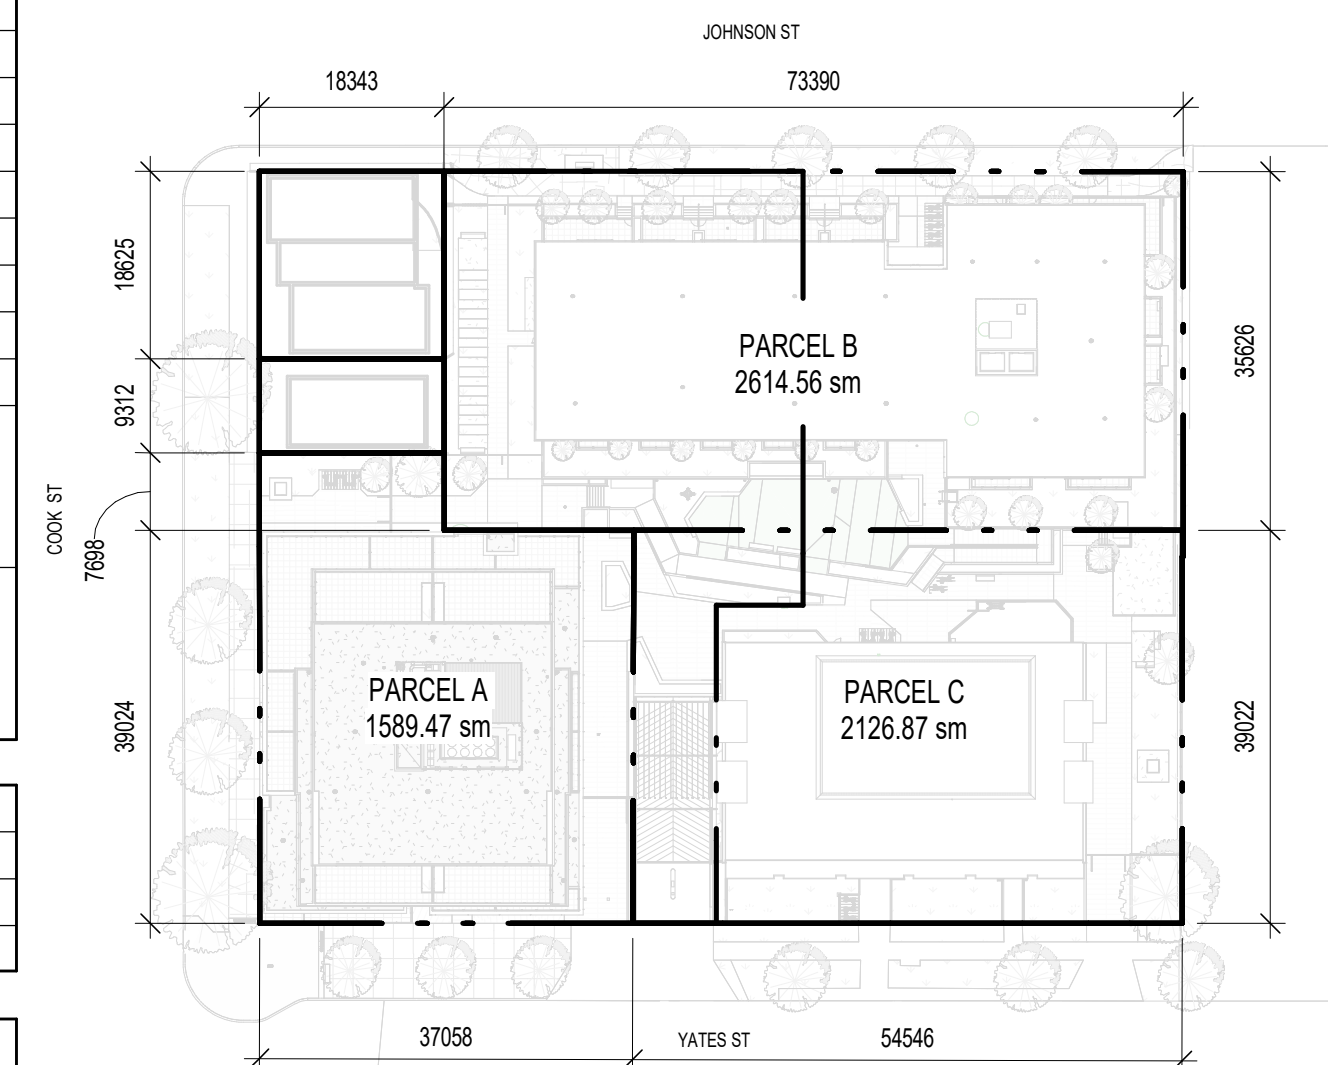 JOHNSON ST
18343
73390
18625
9312
COOK ST
7698
39024
35626
39022
PARCEL B
2614.56 sm
PARCEL A
1589.47 sm
PARCEL C
2126.87 sm
37058
YATES ST
54546